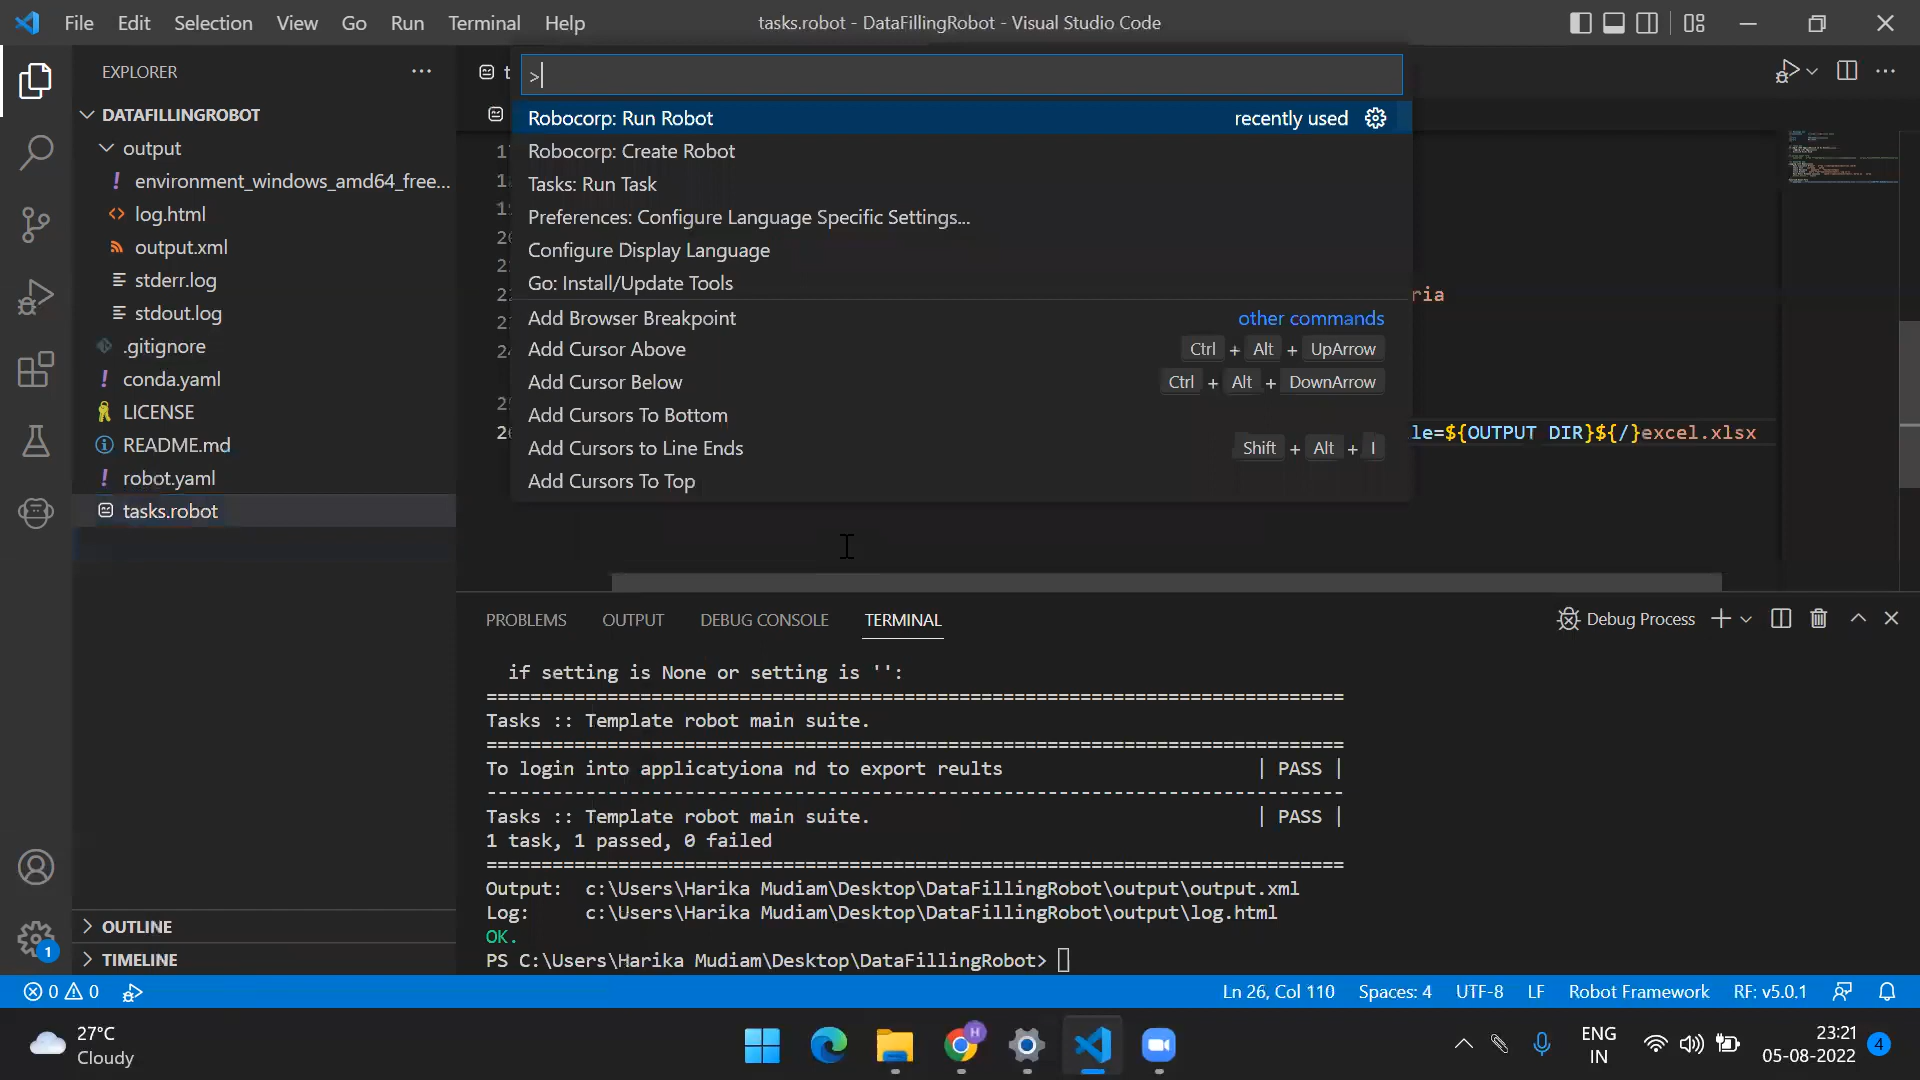 File Edit Selection View Go Run Terminal Help
tasks.robot - DataFillingRobot - Visual Studio Code
EXPLORER
DATAFILLINGROBOT
output
environment_windows_amd64_free...
log.html
output.xml
stderr.log
stdout.log
.gitignore
conda.yaml
LICENSE
README.md
robot.yaml
tasks.robot
OUTLINE
TIMELINE
>
Robocorp: Run Robot recently used
Robocorp: Create Robot
Tasks: Run Task
Preferences: Configure Language Specific Settings...
Configure Display Language
Go: Install/Update Tools
Add Browser Breakpoint other commands
Add Cursor Above Ctrl + Alt + UpArrow
Add Cursor Below Ctrl + Alt + DownArrow
Add Cursors To Bottom
Add Cursors to Line Ends Shift + Alt + I
Add Cursors To Top
ria
le=${OUTPUT DIR}${/}excel.xlsx
PROBLEMS OUTPUT DEBUG CONSOLE TERMINAL
Debug Process
if setting is None or setting is '':
==============================================================================
Tasks :: Template robot main suite.
==============================================================================
To login into applicatyiona nd to export reults | PASS |
------------------------------------------------------------------------------
Tasks :: Template robot main suite. | PASS |
1 task, 1 passed, 0 failed
==============================================================================
Output: c:\Users\Harika Mudiam\Desktop\DataFillingRobot\output\output.xml
Log: c:\Users\Harika Mudiam\Desktop\DataFillingRobot\output\log.html
OK.
PS C:\Users\Harika Mudiam\Desktop\DataFillingRobot>
1
0 0
Ln 26, Col 110 Spaces: 4 UTF-8 LF Robot Framework RF: v5.0.1
27°C
Cloudy
H
ENG
IN
23:21
05-08-2022
4